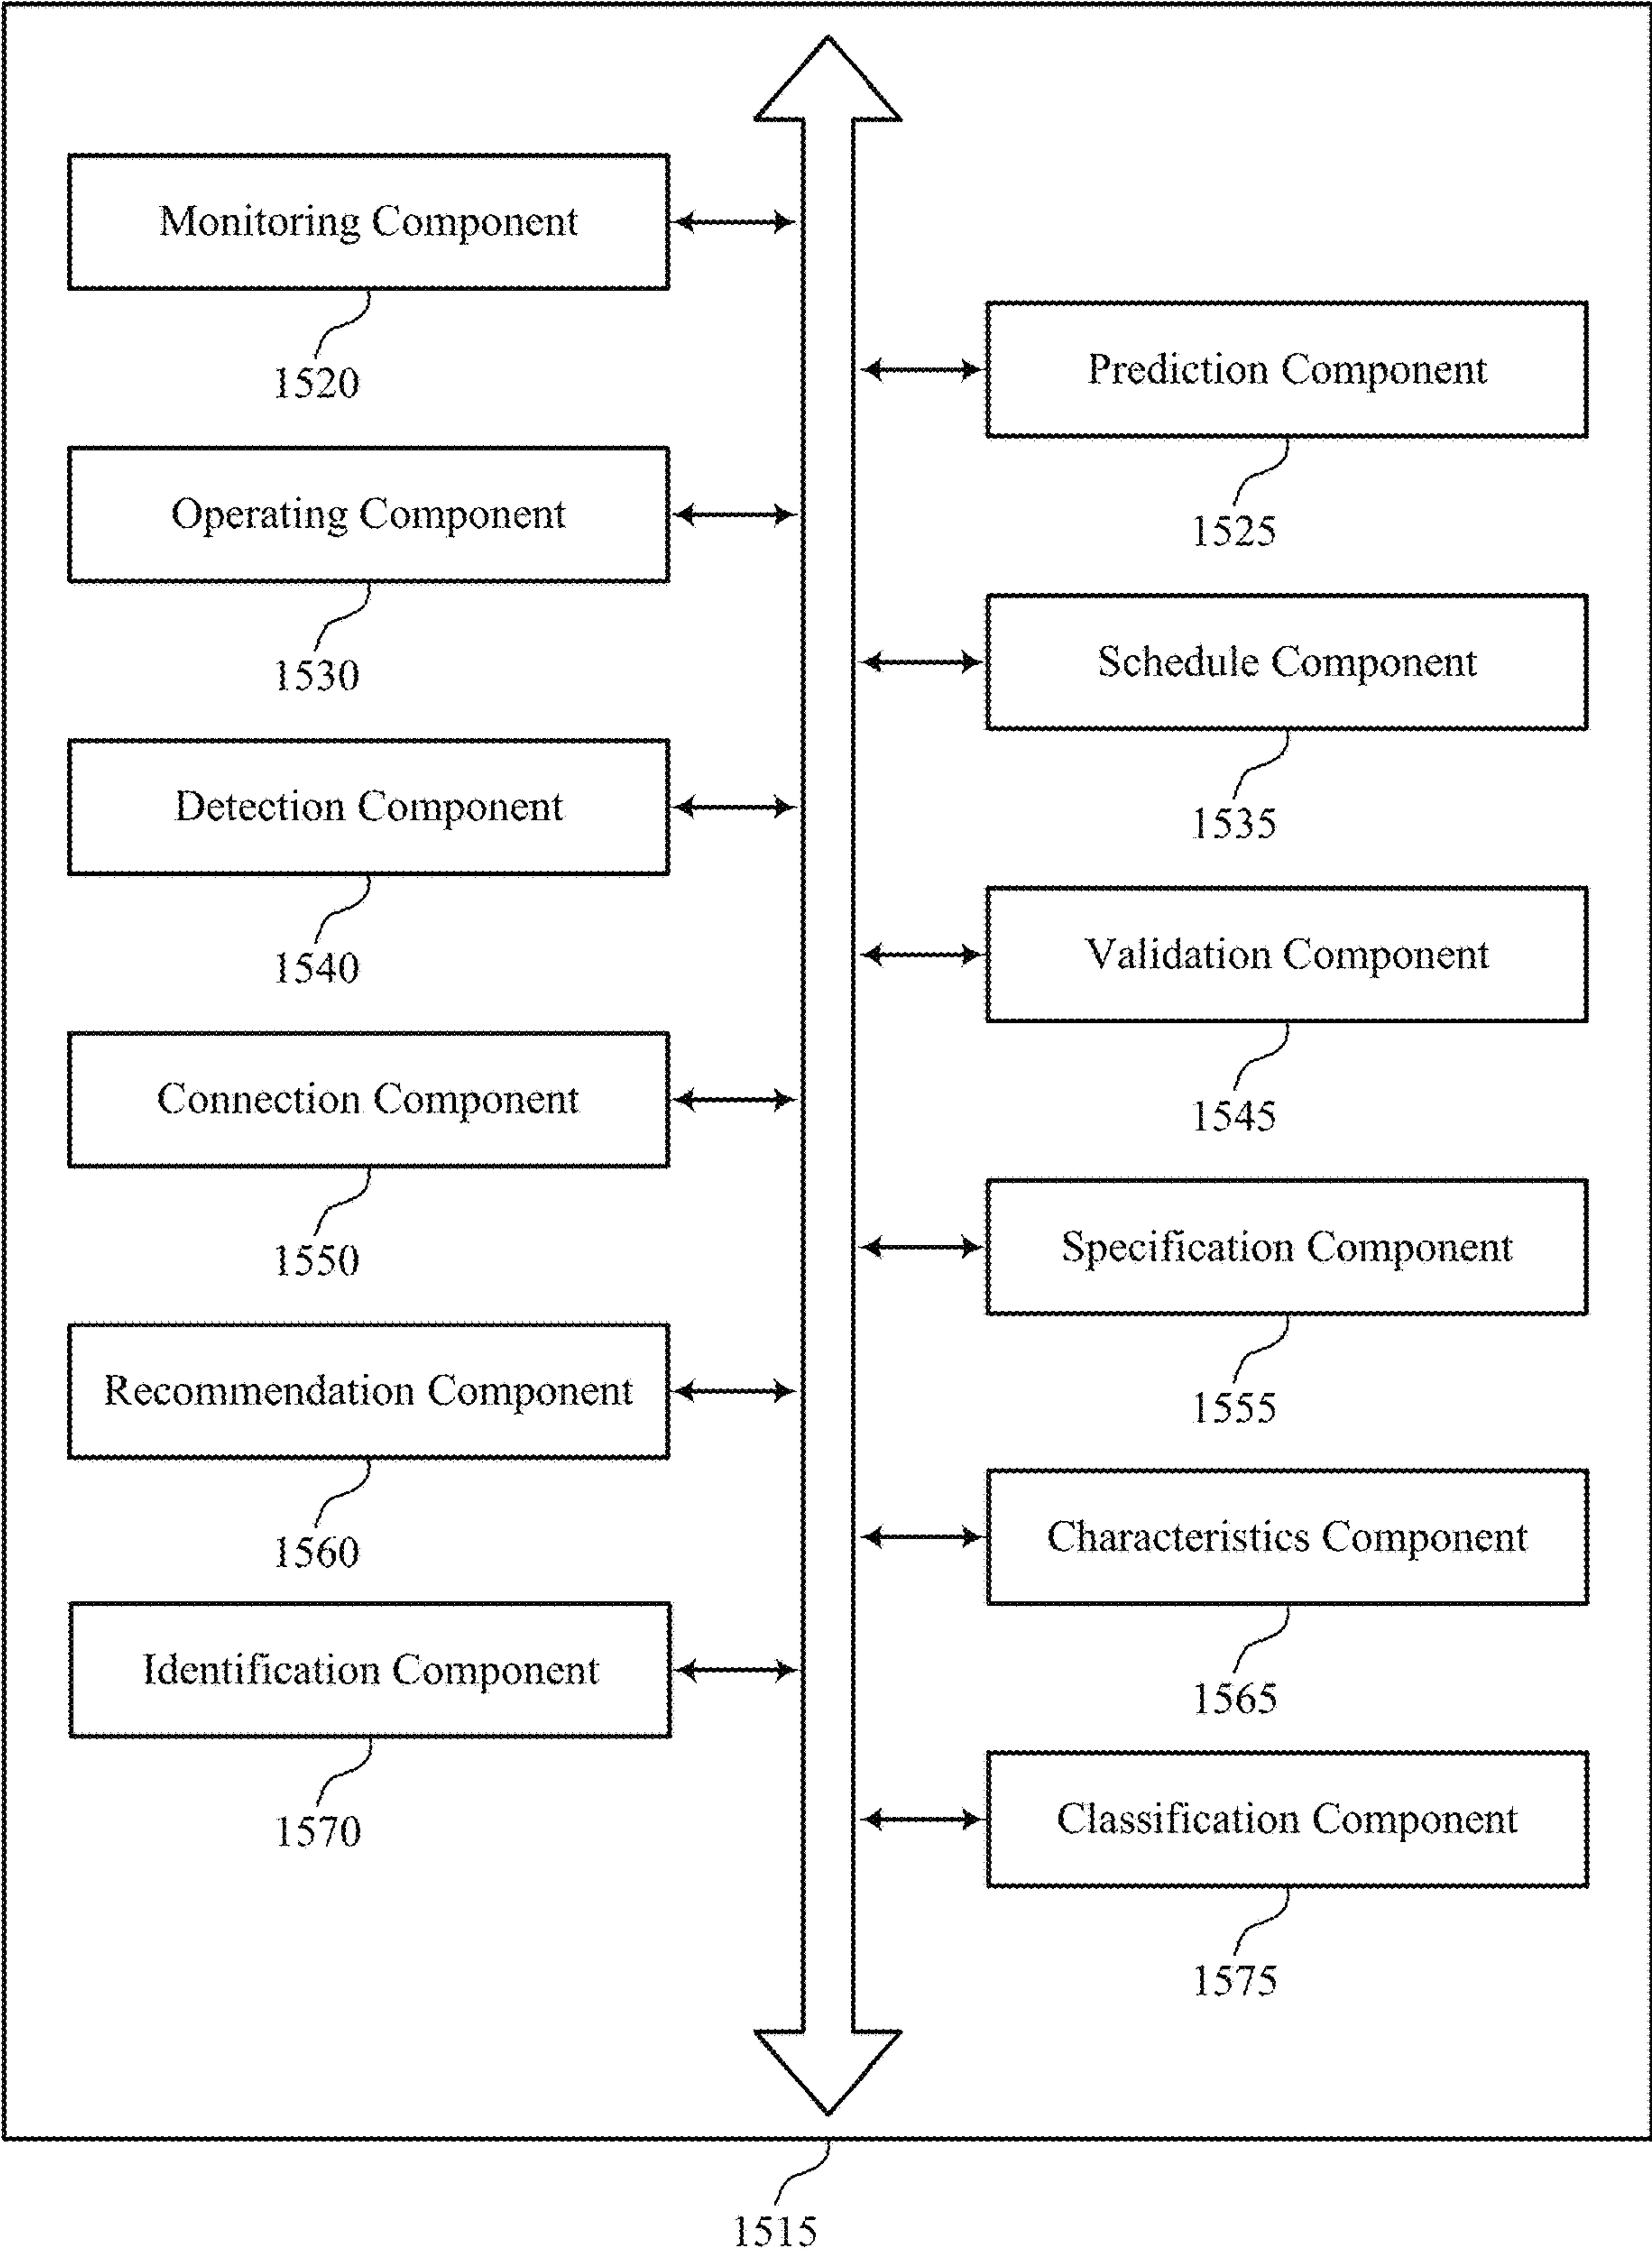 Monitoring Component
1520
Prediction Component
1525
Operating Component
1530
Schedule Component
1535
Detection Component
1540
Validation Component
1545
Connection Component
1550
Specification Component
1555
Recommendation Component
1560
Characteristics Component
1565
Identification Component
1570
Classification Component
1575
1515